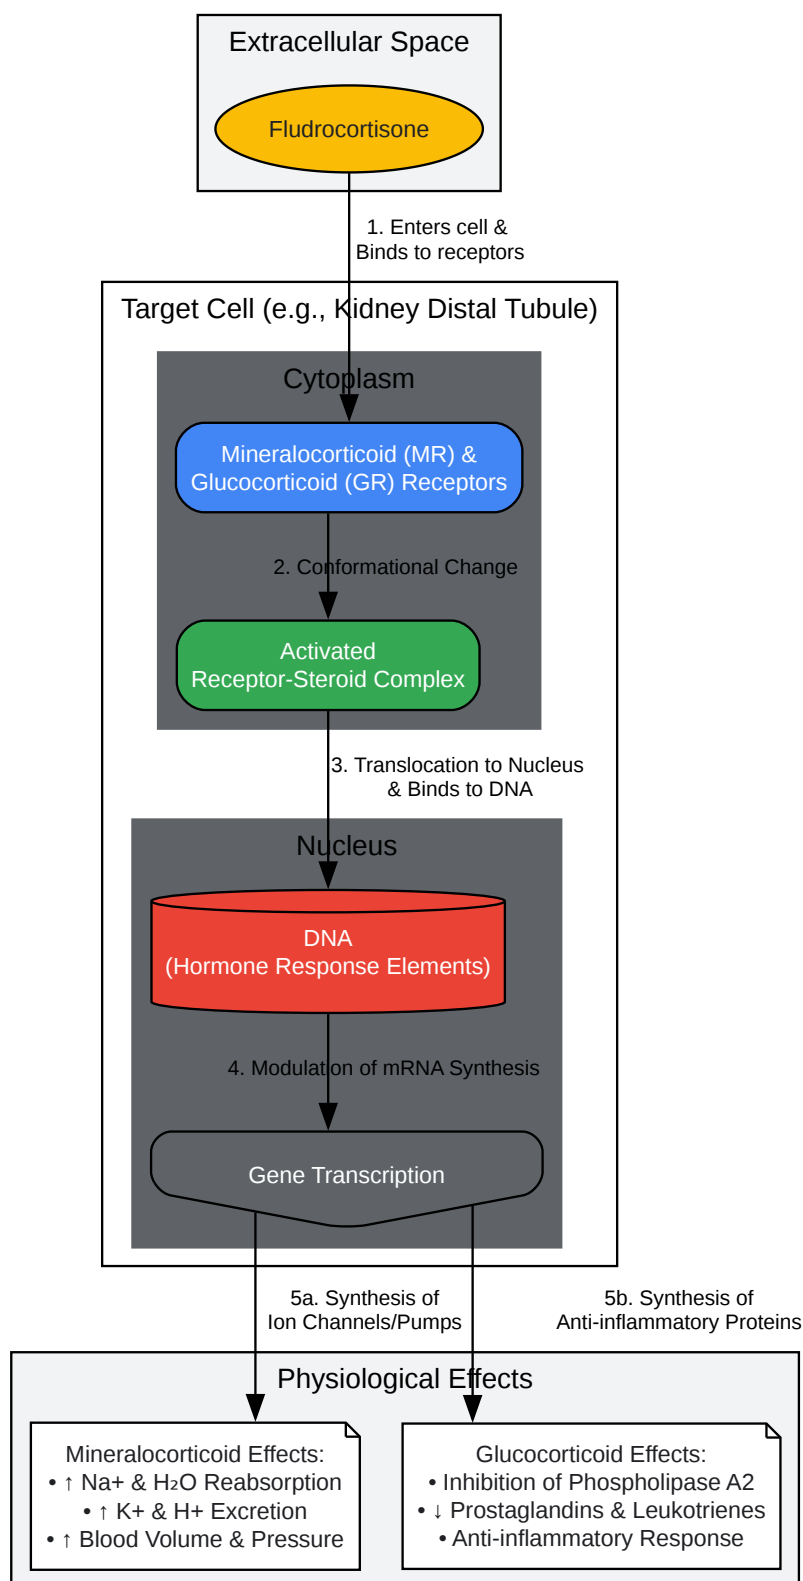 Extracellular Space
Fludrocortisone
1. Enters cell &
Binds to receptors
Target Cell (e.g., Kidney Distal Tubule)
Cytoplasm
Mineralocorticoid (MR) &
Glucocorticoid (GR) Receptors
2. Conformational Change
Activated
Receptor-Steroid Complex
3. Translocation to Nucleus
& Binds to DNA
Nucleus
DNA
(Hormone Response Elements)
4. Modulation of mRNA Synthesis
Gene Transcription
5a. Synthesis of
Ion Channels/Pumps
5b. Synthesis of
Anti-inflammatory Proteins
Physiological Effects
Mineralocorticoid Effects:
• ↑ Na+ & H₂O Reabsorption
• ↑ K+ & H+ Excretion
• ↑ Blood Volume & Pressure
Glucocorticoid Effects:
• Inhibition of Phospholipase A2
• ↓ Prostaglandins & Leukotrienes
• Anti-inflammatory Response